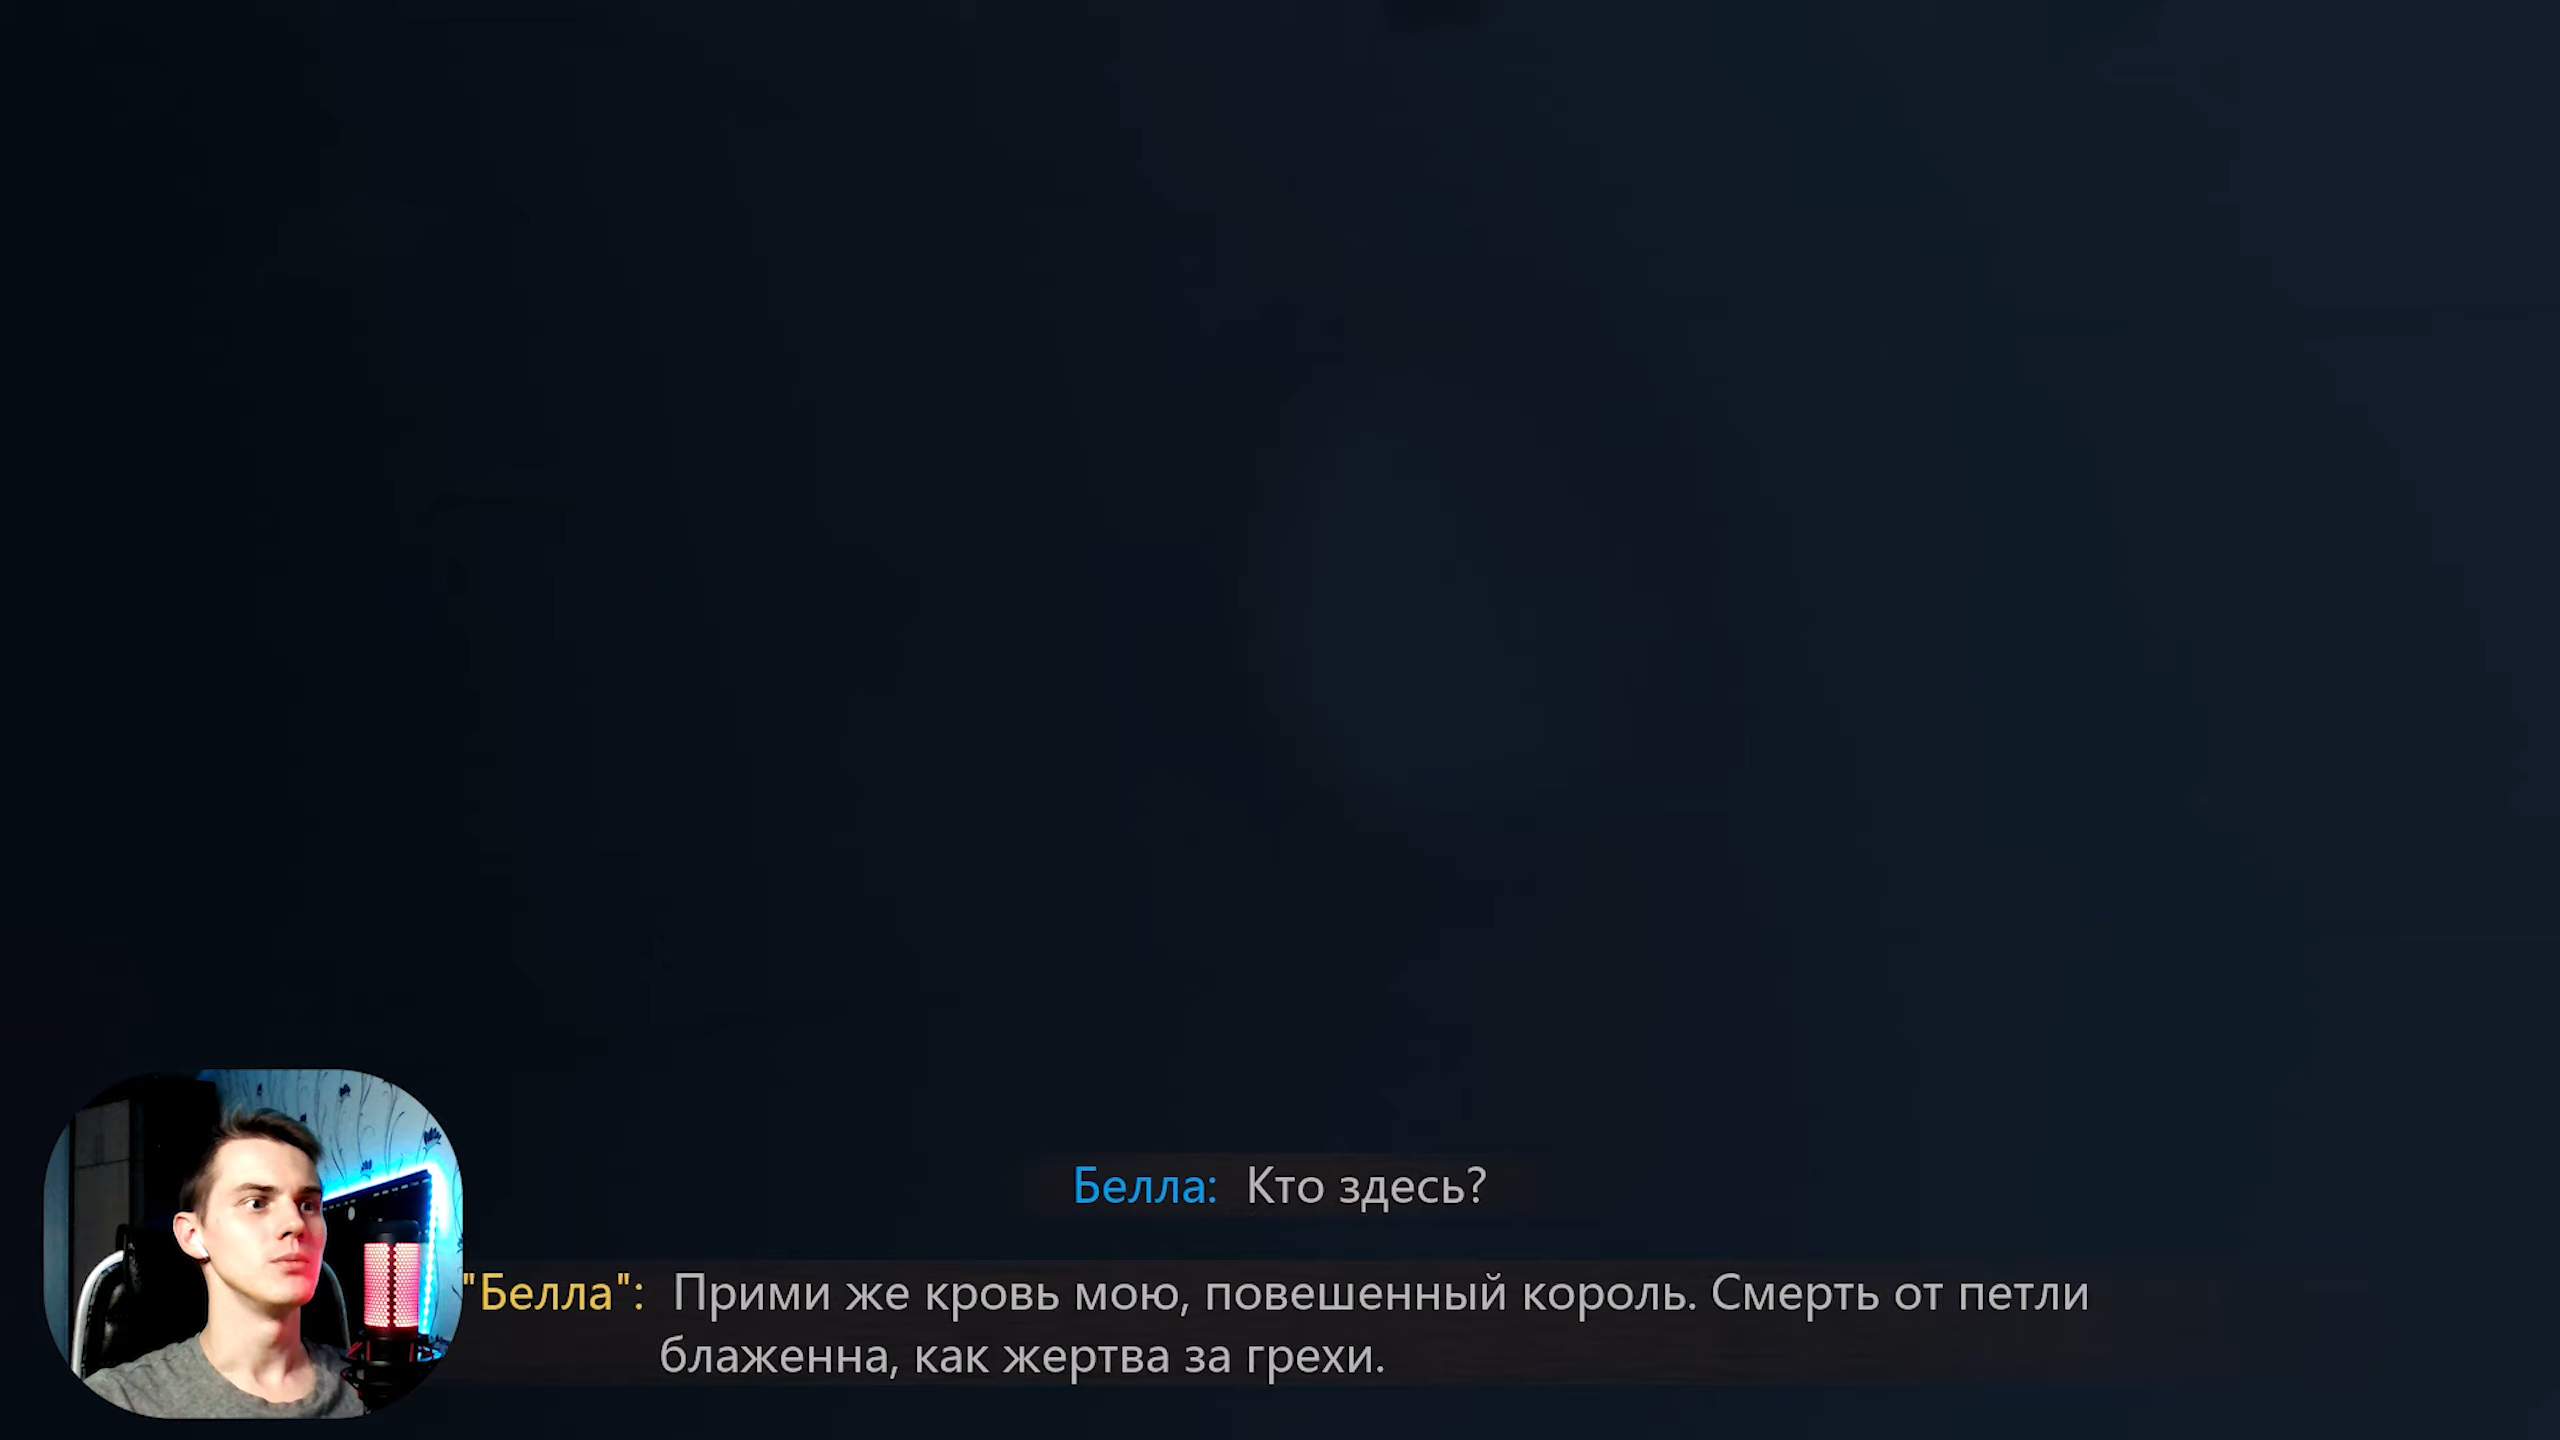 Белла: Кто здесь?
"Белла": Прими же кровь мою, повешенный король. Смерть от петли
блаженна, как жертва за грехи.